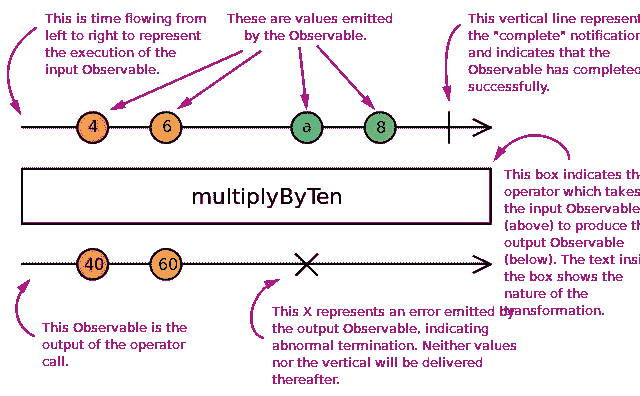 This is time flowing from
left to right to represent
the execution of the
input Observable.
These are values emitted
by the Observable.
This vertical line represent
the "complete" notification
and indicates that the
Observable has completed
successfully.
4
6
a
8
multiplyByTen
This box indicates th
operator which takes
the input Observable
(above) to produce th
output Observable
(below). The text insi
the box shows the
nature of the
transformation.
40
60
This Observable is the
output of the operator
call.
This X represents an error emitted by
the output Observable, indicating
abnormal termination. Neither values
nor the vertical will be delivered
thereafter.